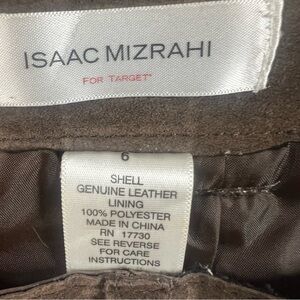 ISAAC MIZRAHI
FOR TARGET*
6
SHELL
GENUINE LEATHER
LINING
100% POLYESTER
MADE IN CHINA
RN 17730
SEE REVERSE
FOR CARE
INSTRUCTIONS